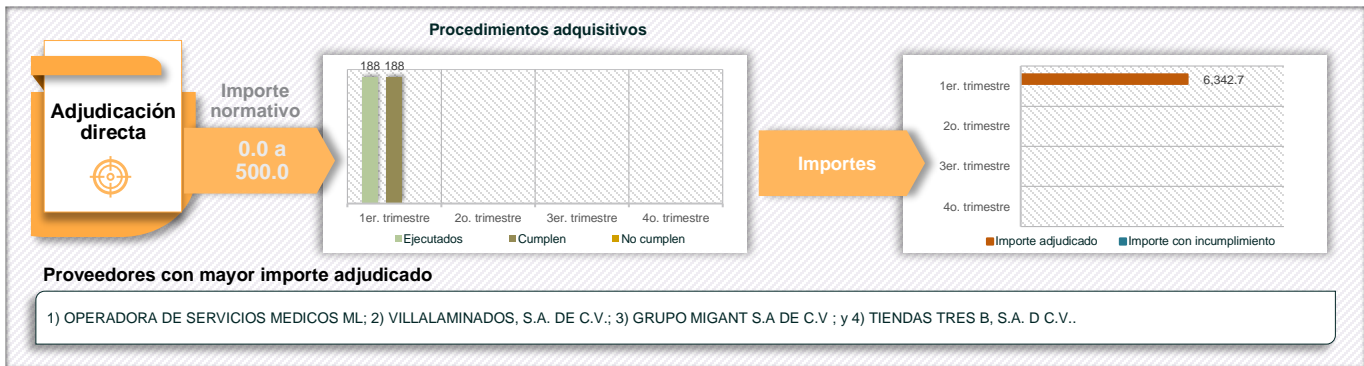 Procedimientos adquisitivos
Adjudicación
directa
Importe
normativo
0.0 a
500.0
188 188
1er. trimestre 2o. trimestre 3er. trimestre 4o. trimestre
Ejecutados Cumplen No cumplen
Importes
1er. trimestre 6,342.7
2o. trimestre
3er. trimestre
4o. trimestre
Importe adjudicado Importe con incumplimiento
Proveedores con mayor importe adjudicado
1) OPERADORA DE SERVICIOS MEDICOS ML; 2) VILLALAMINADOS, S.A. DE C.V.; 3) GRUPO MIGANT S.A DE C.V ; y 4) TIENDAS TRES B, S.A. D C.V..